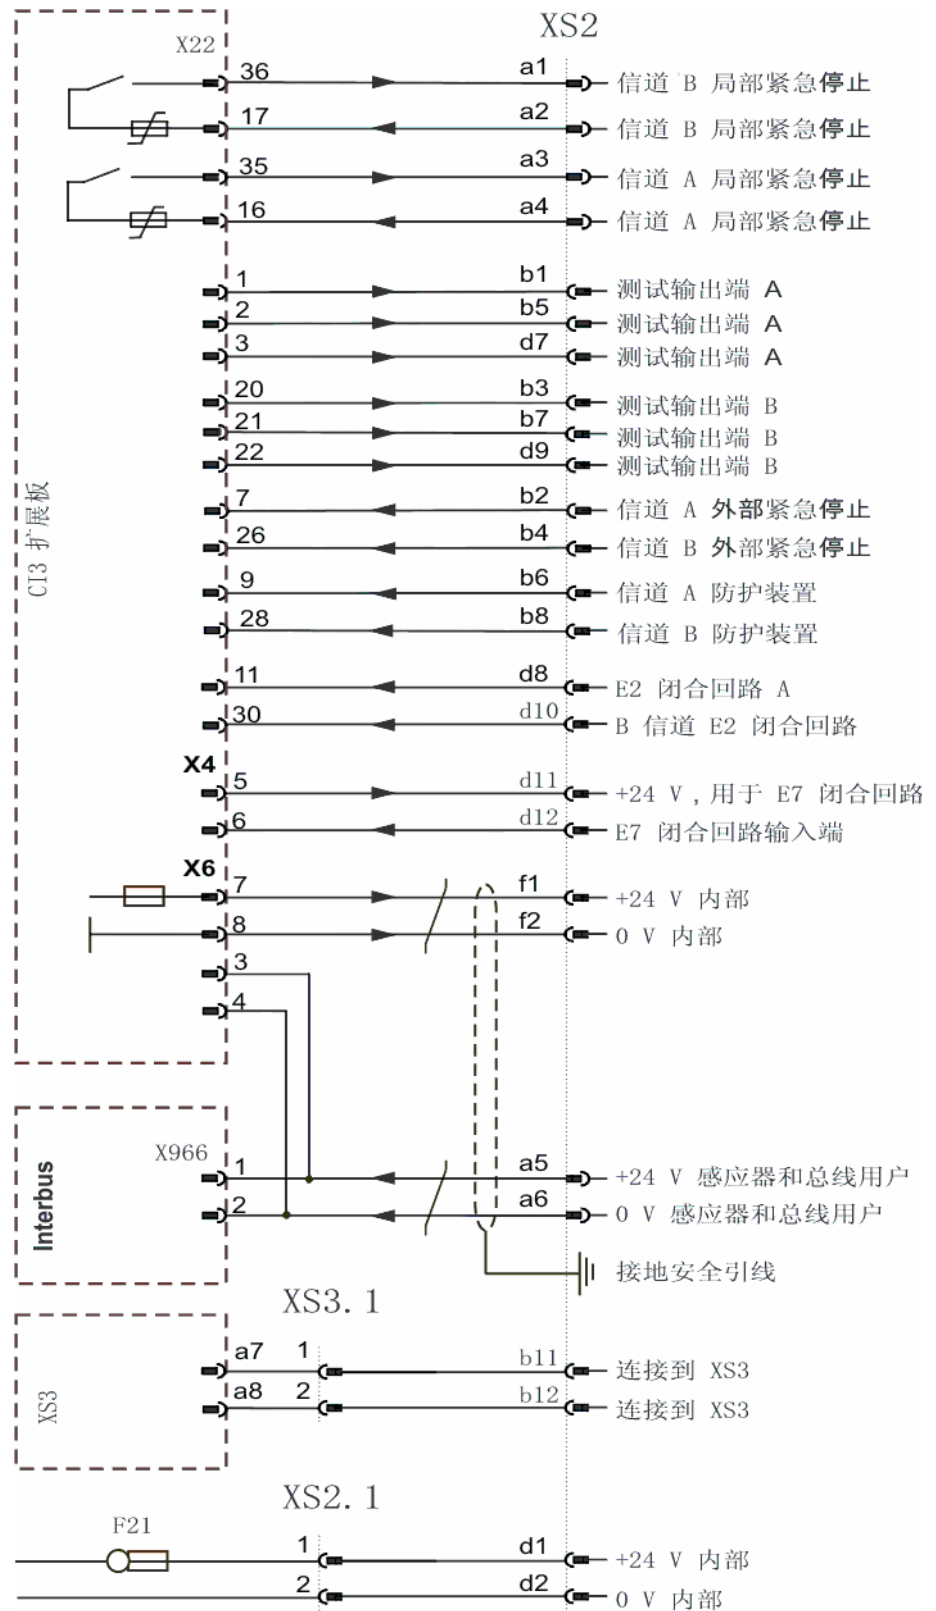 XS2
X22
36 a1 信道 B 局部紧急停止
17 a2 信道 B 局部紧急停止
35 a3 信道 A 局部紧急停止
16 a4 信道 A 局部紧急停止
1 b1 测试输出端 A
2 b5 测试输出端 A
3 d7 测试输出端 A
20 b3 测试输出端 B
21 b7 测试输出端 B
22 d9 测试输出端 B
CI3 扩展板
7 b2 信道 A 外部紧急停止
26 b4 信道 B 外部紧急停止
9 b6 信道 A 防护装置
28 b8 信道 B 防护装置
11 d8 E2 闭合回路 A
30 d10 B 信道 E2 闭合回路
X4
5 d11 +24 V，用于 E7 闭合回路
6 d12 E7 闭合回路输入端
X6
7 f1 +24 V 内部
8 f2 0 V 内部
3
4
Interbus
X966
1 a5 +24 V 感应器和总线用户
2 a6 0 V 感应器和总线用户
接地安全引线
XS3.1
XS3
a7 1 b11 连接到 XS3
a8 2 b12 连接到 XS3
XS2.1
F21
1 d1 +24 V 内部
2 d2 0 V 内部